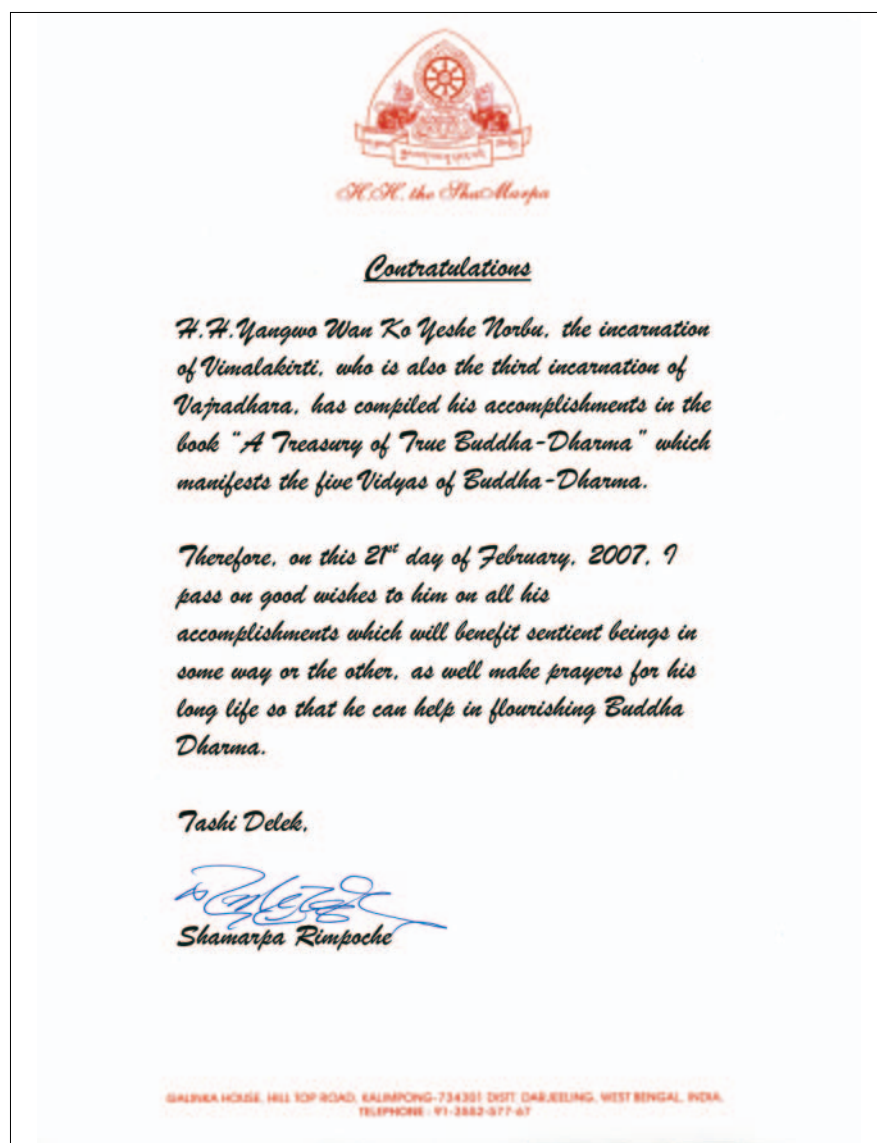 H.H. the ShaMarpa
Contratulations
H.H.Yangwo Wan Ko Yeshe Norbu, the incarnation
of Vimalakirti, who is also the third incarnation of
Vajradhara, has compiled his accomplishments in the
book "A Treasury of True Buddha-Dharma" which
manifests the five Vidyas of Buddha-Dharma.
Therefore, on this 21st day of February, 2007, I
pass on good wishes to him on all his
accomplishments which will benefit sentient beings in
some way or the other, as well make prayers for his
long life so that he can help in flourishing Buddha
Dharma.
Tashi Delek,
Shamarpa Rimpoche
HOUSE, HILL TOP ROAD, KALIMPONG-734301 DISTT. DARJEELING, WEST BENGAL, INDIA.
TELEPHONE : 91-3552-577-67